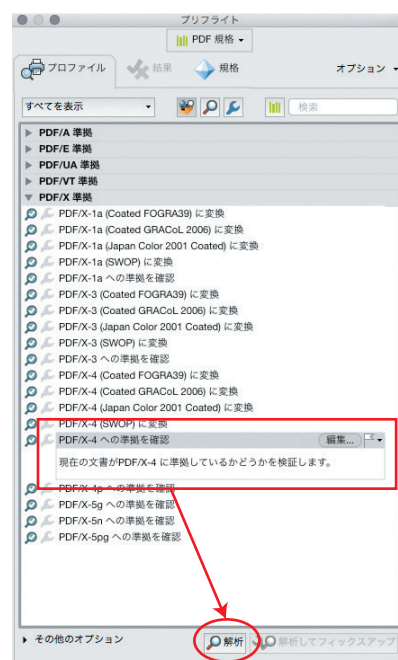 プリフライト
PDF 規格
プロファイル 結果 規格 オプション
すべてを表示 検索
PDF/A 準拠
PDF/E 準拠
PDF/UA 準拠
PDF/VT 準拠
PDF/X 準拠
PDF/X-1a (Coated FOGRA39) に変換
PDF/X-1a (Coated GRACoL 2006) に変換
PDF/X-1a (Japan Color 2001 Coated) に変換
PDF/X-1a (SWOP) に変換
PDF/X-1a への準拠を確認
PDF/X-3 (Coated FOGRA39) に変換
PDF/X-3 (Coated GRACoL 2006) に変換
PDF/X-3 (Japan Color 2001 Coated) に変換
PDF/X-3 (SWOP) に変換
PDF/X-3 への準拠を確認
PDF/X-4 (Coated FOGRA39) に変換
PDF/X-4 (Coated GRACoL 2006) に変換
PDF/X-4 (Japan Color 2001 Coated) に変換
PDF/X-4 (SWOP) に変換
PDF/X-4 への準拠を確認 編集...
現在の文書がPDF/X-4 に準拠しているかどうかを検証します。
PDF/X-4p への準拠を確認
PDF/X-5g への準拠を確認
PDF/X-5n への準拠を確認
PDF/X-5pg への準拠を確認
その他のオプション 解析 解析してフィックスアップ